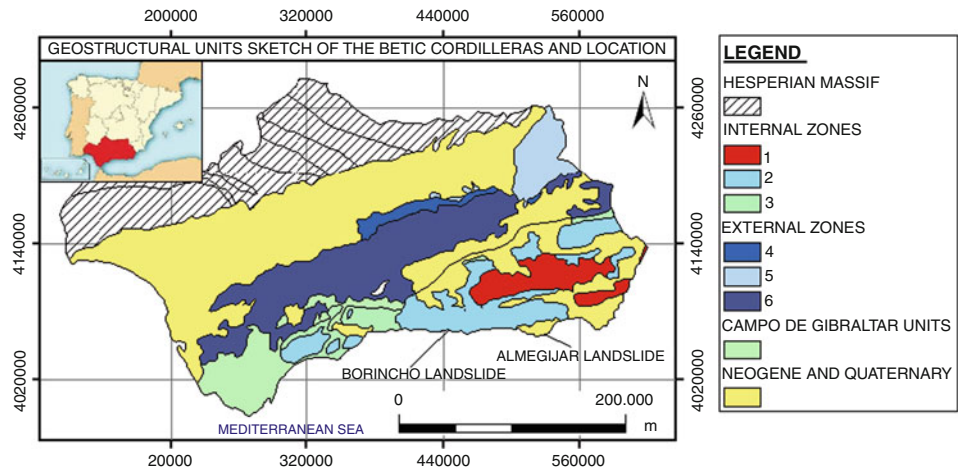 200000 320000 440000 560000
GEOSTRUCTURAL UNITS SKETCH OF THE BETIC CORDILLERAS AND LOCATION
N
4260000 4260000
4140000 4140000
4020000 4020000
ALMEGIJAR LANDSLIDE
BORINCHO LANDSLIDE
0 200.000
m
MEDITERRANEAN SEA
20000 320000 440000 560000
LEGEND
HESPERIAN MASSIF
INTERNAL ZONES
1
2
3
EXTERNAL ZONES
4
5
6
CAMPO DE GIBRALTAR UNITS
NEOGENE AND QUATERNARY